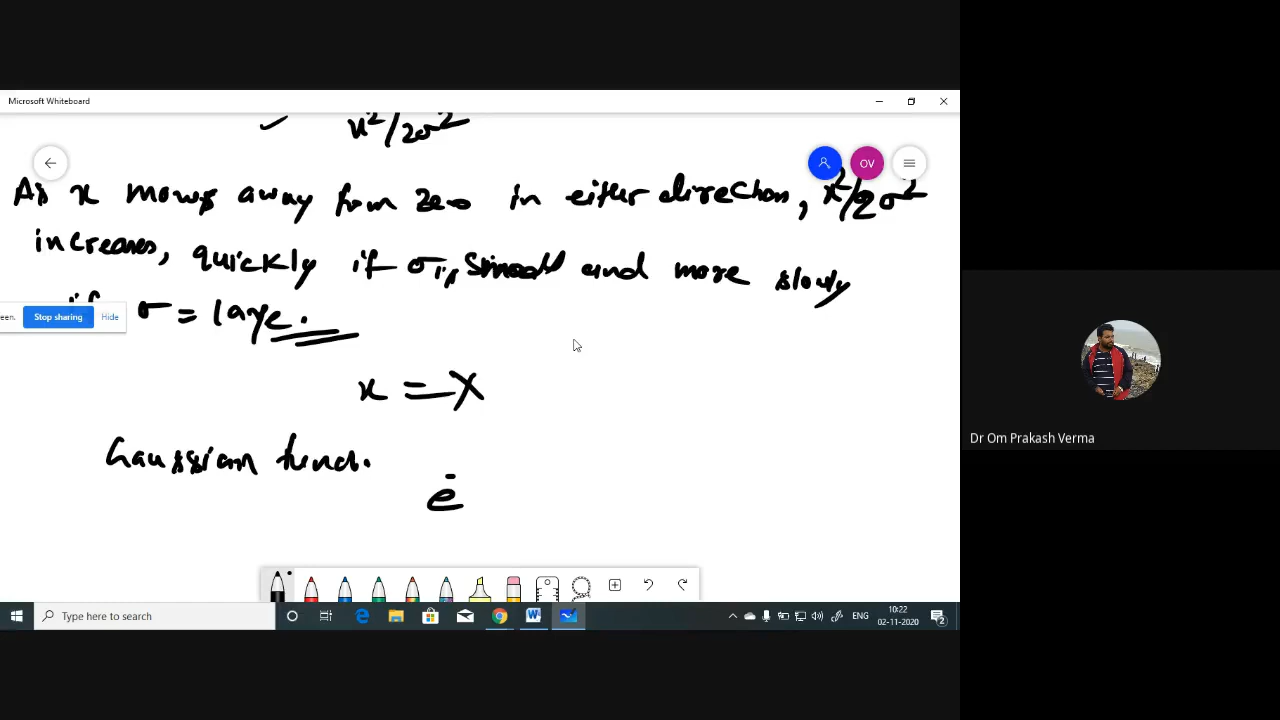 Microsoft Whiteboard
x²/2σ²
OV
As x moves away from zero in either direction, x²/2σ²
increases, quickly if σ is small and more slowly
if σ = large.
een. Stop sharing Hide
x = X
Gaussian funct.
e⁻
Dr Om Prakash Verma
Type here to search
ENG
10:22
02-11-2020
2